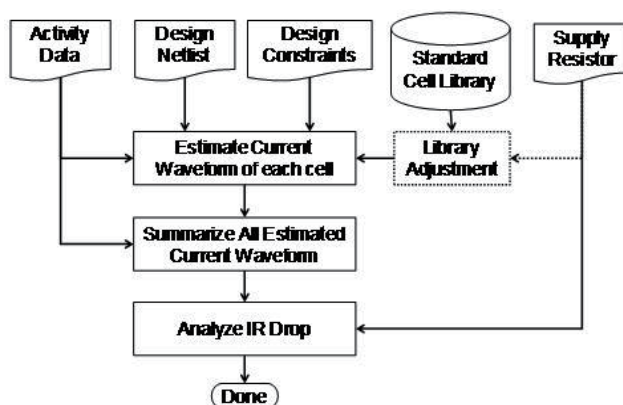 Activity
Data
Design
Netlist
Design
Constraints
Standard
Cell Library
Supply
Resistor
Estimate Current
Waveform of each cell
Library
Adjustment
Summarize All Estimated
Current Waveform
Analyze IR Drop
Done